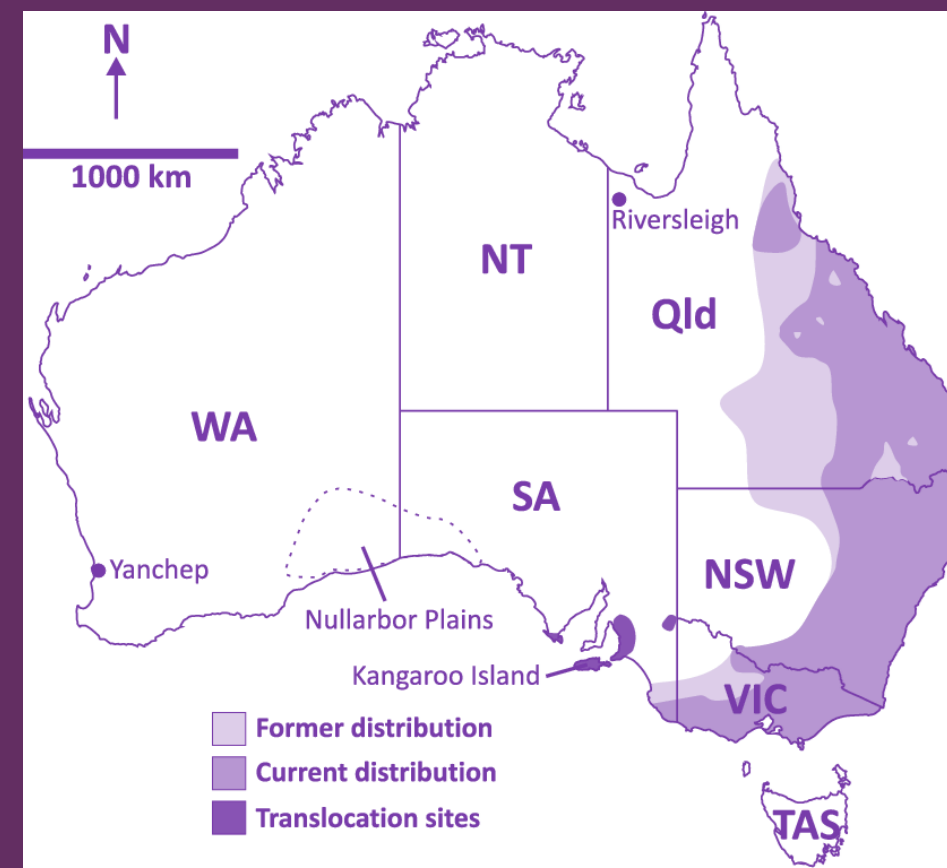 N
1000 km
Riversleigh
NT
Qld
WA
SA
Yanchep
NSW
Nullarbor Plains
Kangaroo Island
VIC
Former distribution
Current distribution
Translocation sites
TAS